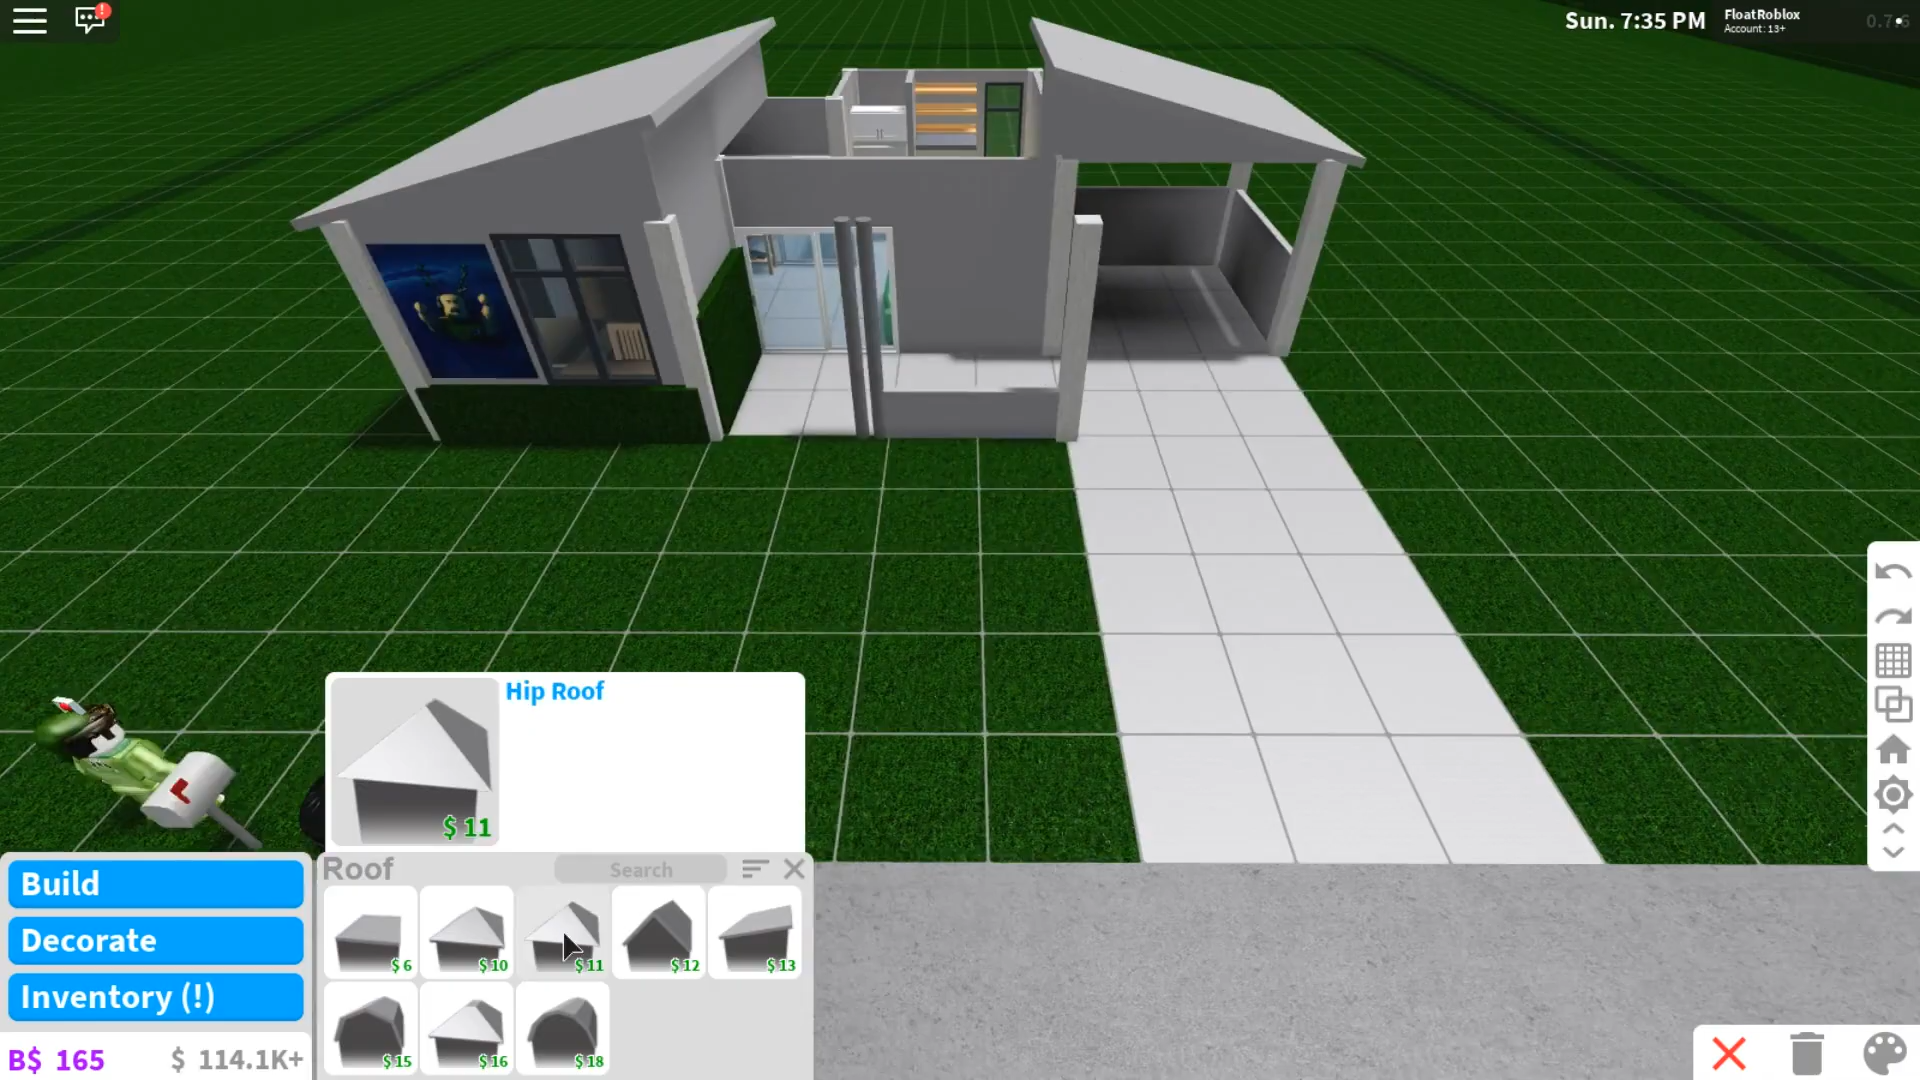 Sun. 7:35 PM
FloatRoblox
Account: 13+
Hip Roof
$ 11
Roof
Search
Build
Decorate
Inventory (!)
$ 6
$ 10
$ 11
$ 12
$ 13
$ 15
$ 16
$ 18
B$ 165
$ 114.1K+